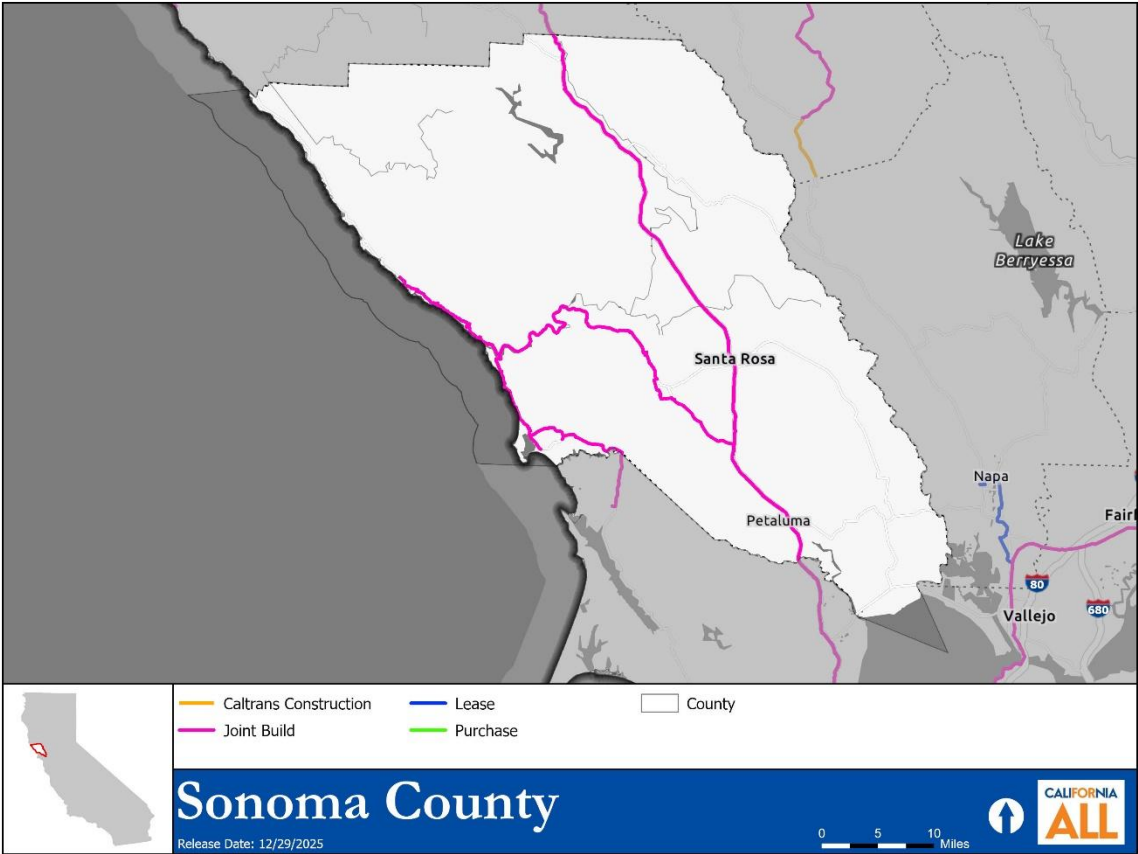 Lake
Berryessa
Santa Rosa
Napa
Fairf
Petaluma
80
680
Vallejo
Caltrans Construction
Lease
County
Joint Build
Purchase
Sonoma County
Release Date: 12/29/2025
0 5 10
Miles
CALIFORNIA
ALL